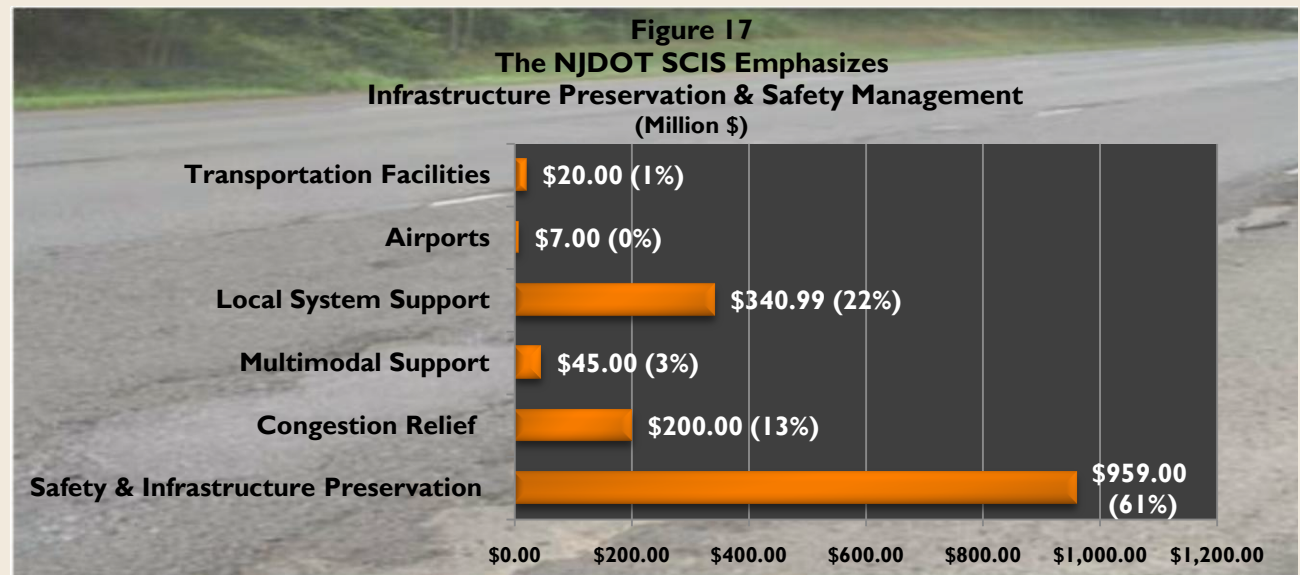 Figure 17
The NJDOT SCIS Emphasizes
Infrastructure Preservation & Safety Management
(Million $)
Transportation Facilities $20.00 (1%)
Airports $7.00 (0%)
Local System Support $340.99 (22%)
Multimodal Support $45.00 (3%)
Congestion Relief $200.00 (13%)
Safety & Infrastructure Preservation $959.00
(61%)
$0.00 $200.00 $400.00 $600.00 $800.00 $1,000.00 $1,200.00